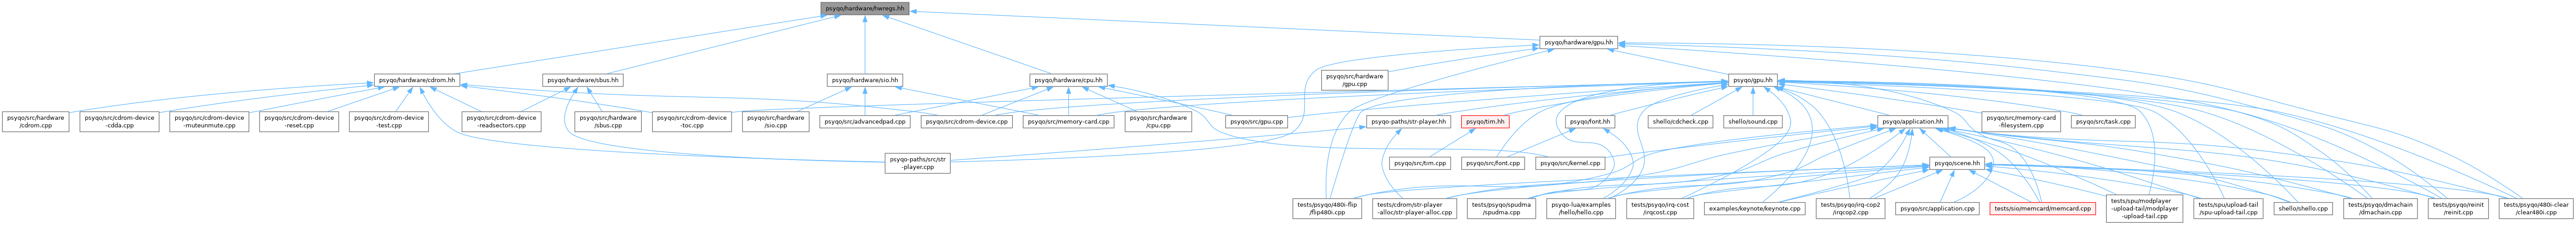 psyqo/hardware/hwregs.hh
psyqo/hardware/gpu.hh
psyqo/hardware/cdrom.hh
psyqo/hardware/sbus.hh
psyqo/hardware/sio.hh
psyqo/hardware/cpu.hh
psyqo/src/hardware
/gpu.cpp
psyqo/gpu.hh
psyqo/src/hardware
/cdrom.cpp
psyqo/src/cdrom-device
-cdda.cpp
psyqo/src/cdrom-device
-muteunmute.cpp
psyqo/src/cdrom-device
-reset.cpp
psyqo/src/cdrom-device
-test.cpp
psyqo/src/cdrom-device
-readsectors.cpp
psyqo/src/hardware
/sbus.cpp
psyqo/src/cdrom-device
-toc.cpp
psyqo/src/hardware
/sio.cpp
psyqo/src/advancedpad.cpp
psyqo/src/cdrom-device.cpp
psyqo/src/memory-card.cpp
psyqo/src/hardware
/cpu.cpp
psyqo/src/gpu.cpp
psyqo-paths/str-player.hh
psyqo/tim.hh
psyqo/font.hh
shello/cdcheck.cpp
shello/sound.cpp
psyqo/application.hh
psyqo/src/memory-card
-filesystem.cpp
psyqo/src/task.cpp
psyqo-paths/src/str
-player.cpp
psyqo/src/tim.cpp
psyqo/src/font.cpp
psyqo/src/kernel.cpp
psyqo/scene.hh
tests/psyqo/480i-flip
/flip480i.cpp
tests/cdrom/str-player
-alloc/str-player-alloc.cpp
tests/psyqo/spudma
/spudma.cpp
psyqo-lua/examples
/hello/hello.cpp
tests/psyqo/irq-cost
/irqcost.cpp
examples/keynote/keynote.cpp
tests/psyqo/irq-cop2
/irqcop2.cpp
psyqo/src/application.cpp
tests/sio/memcard/memcard.cpp
tests/spu/modplayer
-upload-tail/modplayer
-upload-tail.cpp
tests/spu/upload-tail
/spu-upload-tail.cpp
shello/shello.cpp
tests/psyqo/dmachain
/dmachain.cpp
tests/psyqo/reinit
/reinit.cpp
tests/psyqo/480i-clear
/clear480i.cpp